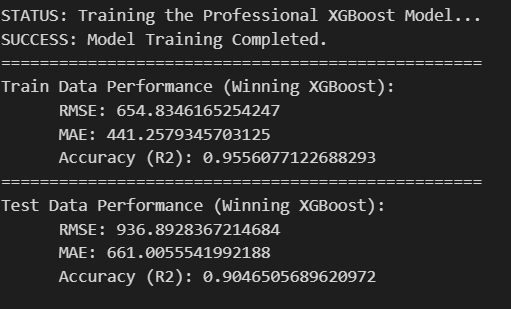 STATUS: Training the Professional XGBoost Model...
SUCCESS: Model Training Completed.
==================================================
Train Data Performance (Winning XGBoost):
      RMSE: 654.8346165254247
      MAE: 441.2579345703125
      Accuracy (R2): 0.9556077122688293
==================================================
Test Data Performance (Winning XGBoost):
      RMSE: 936.8928367214684
      MAE: 661.0055541992188
      Accuracy (R2): 0.9046505689620972